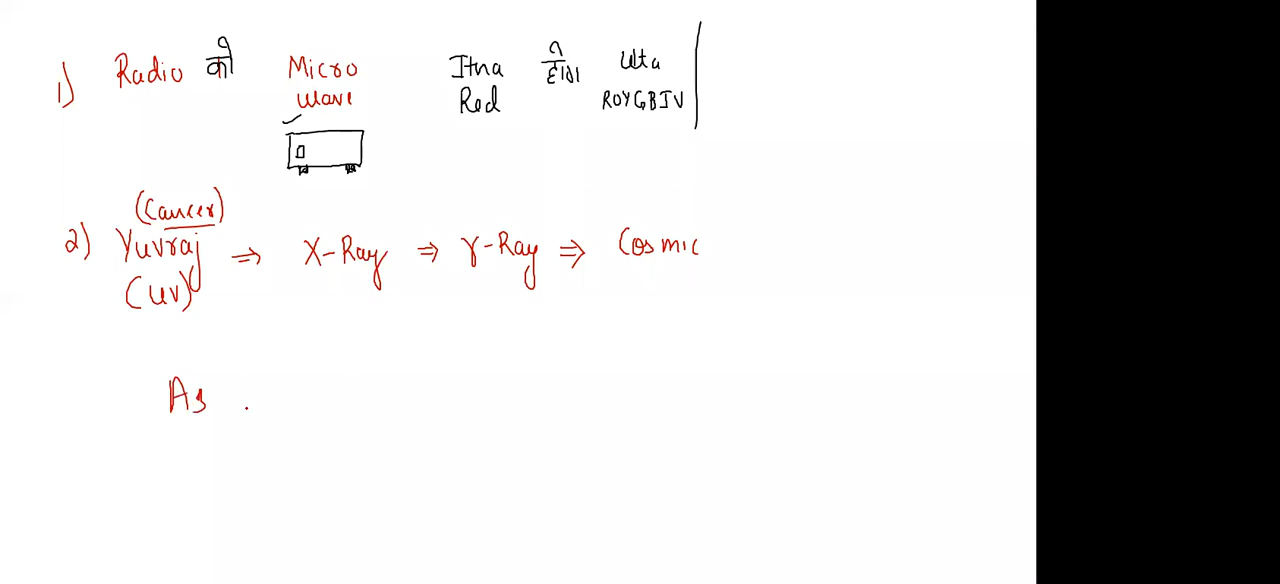 1) Radio को Micro Itna Ulta
Wave Red ROYGBIV
(Cancer)
2) Yuvraj ⇒ X-Ray ⇒ γ-Ray ⇒ Cosmic
(UV)
As